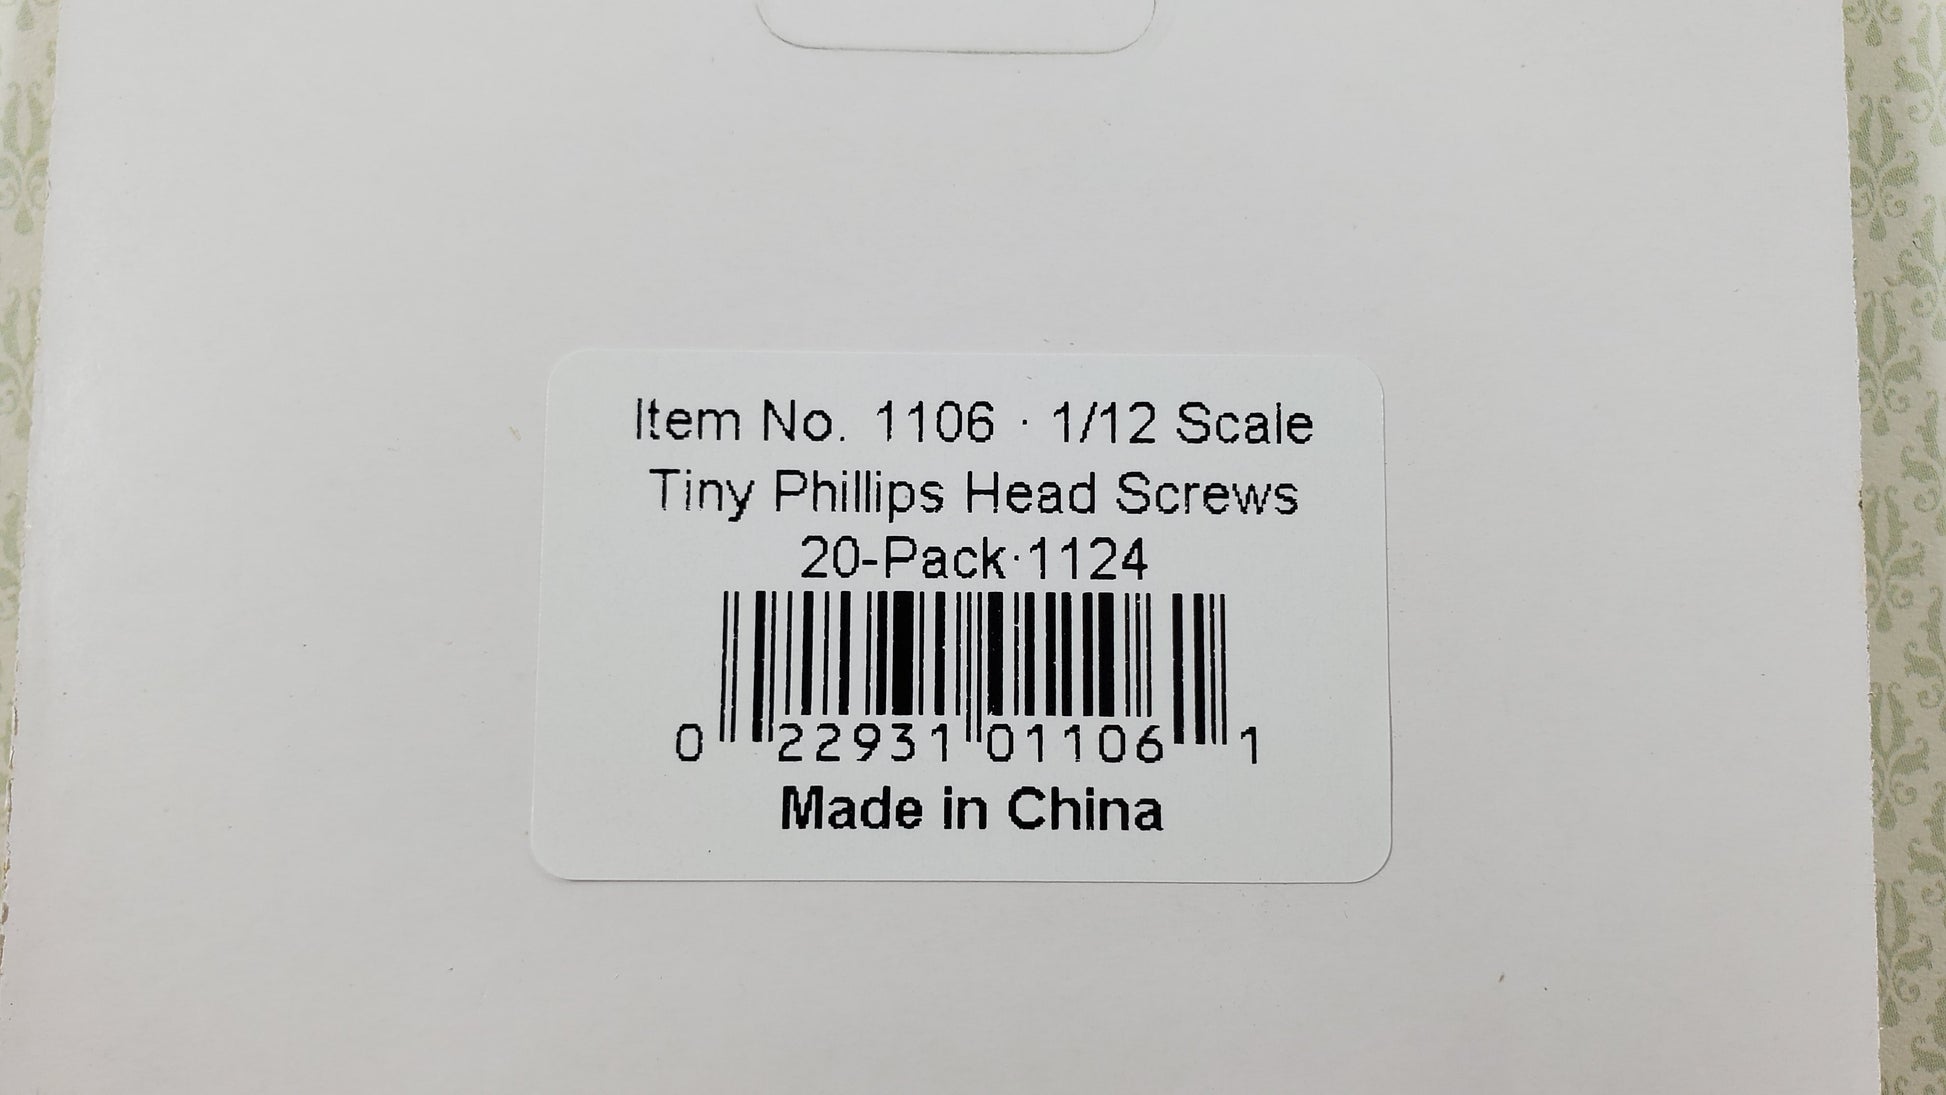 Item No. 1106 · 1/12 Scale
Tiny Phillips Head Screws
20-Pack·1124
0 22931 01106 1
Made in China